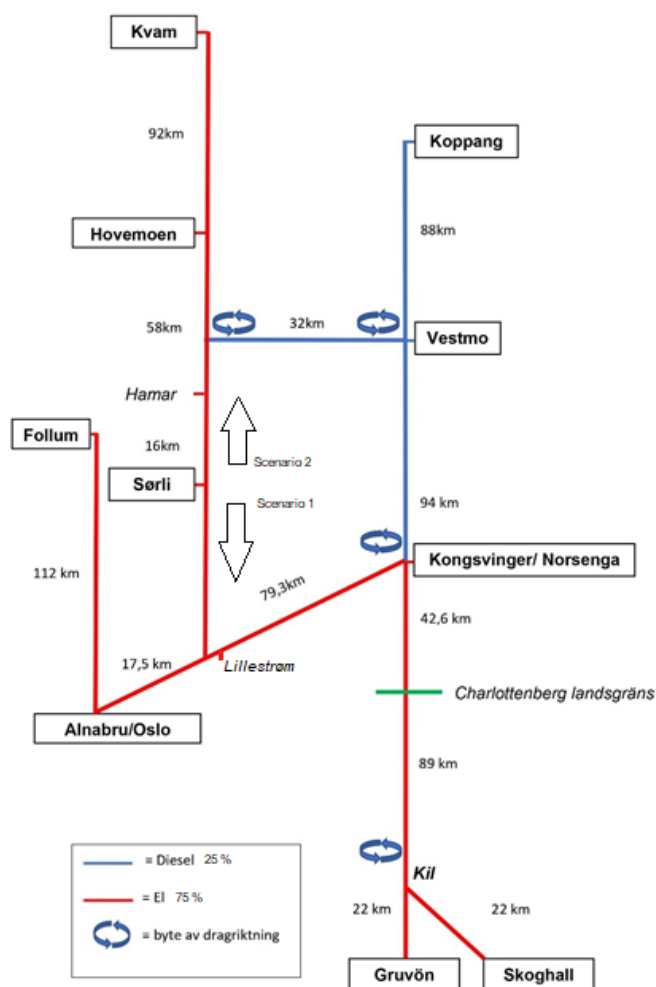 Kvam
92km
Koppang
88km
Hovemoen
58km
32km
Vestmo
Hamar
Follum
16km
Scenario 2
Sørli
Scenario 1
94 km
Kongsvinger/ Norsenga
112 km
79,3km
42,6 km
17,5 km
Lillestrøm
Charlottenberg landsgräns
Alnabru/Oslo
89 km
= Diesel 25 %
= El 75 %
= byte av dragriktning
Kil
22 km
22 km
Gruvön
Skoghall